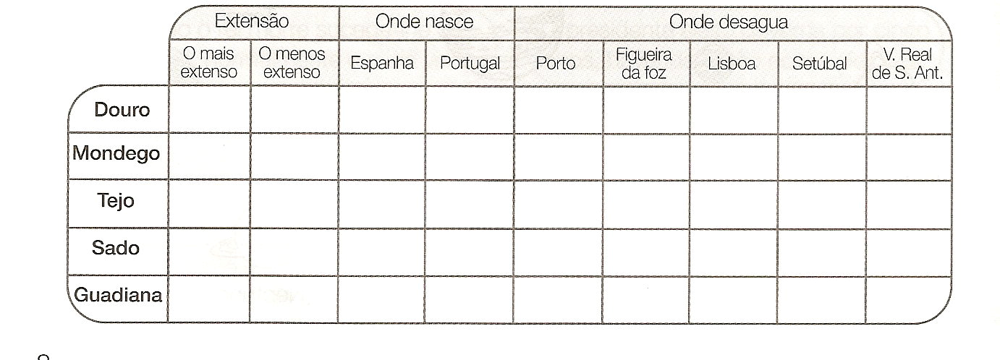 Extensão Onde nasce Onde desagua
O mais extenso O menos extenso Espanha Portugal Porto Figueira da foz Lisboa Setúbal V. Real de S. Ant.
Douro
Mondego
Tejo
Sado
Guadiana